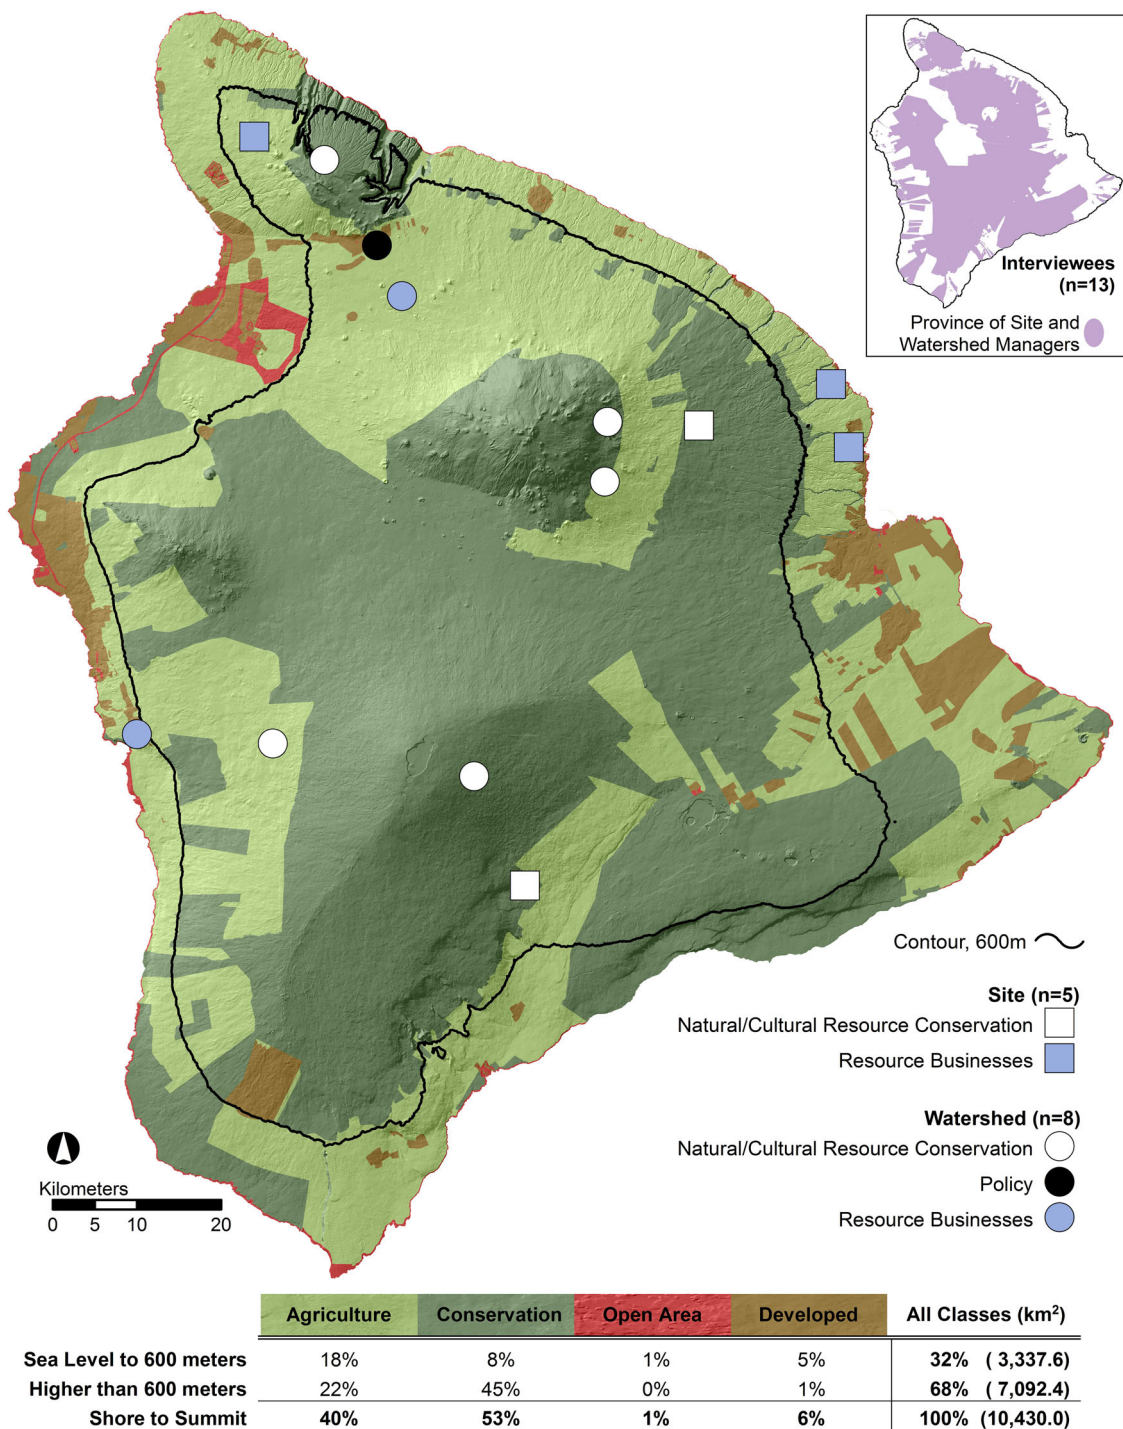 Interviewees
(n=13)
Province of Site and
Watershed Managers
Contour, 600m
Site (n=5)
Natural/Cultural Resource Conservation
Resource Businesses
Watershed (n=8)
Natural/Cultural Resource Conservation
Policy
Resource Businesses
Kilometers
0 5 10 20
Agriculture Conservation Open Area Developed All Classes (km²)
Sea Level to 600 meters 18% 8% 1% 5% 32% ( 3,337.6)
Higher than 600 meters 22% 45% 0% 1% 68% ( 7,092.4)
Shore to Summit 40% 53% 1% 6% 100% (10,430.0)